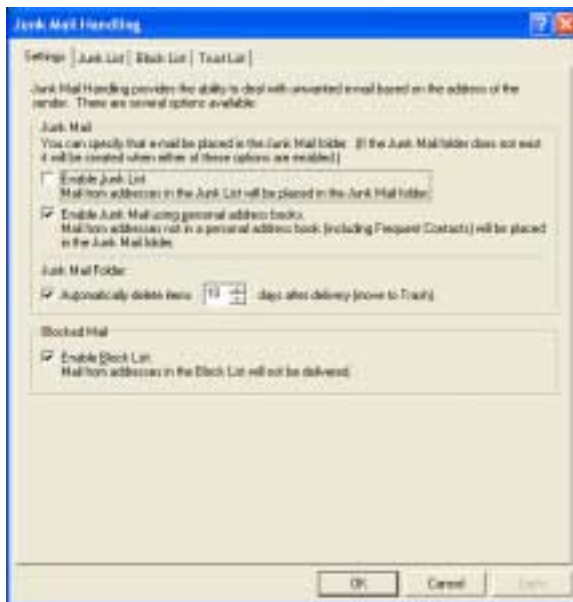 Junk Mail Handling
Settings Junk List Block List Trust List
Junk Mail Handling provides the ability to deal with unwanted e-mail based on the address of the
sender. There are several options available:
Junk Mail
You can specify that e-mail be placed in the Junk Mail folder. (If the Junk Mail folder does not exist
it will be created when either of these options are enabled.)
Enable Junk List
Mail from addresses in the Junk List will be placed in the Junk Mail folder.
Enable Junk Mail using personal address books.
Mail from addresses not in a personal address book (including Frequent Contacts) will be placed
in the Junk Mail folder.
Junk Mail Folder
Automatically delete items days after delivery (move to Trash)
Blocked Mail
Enable Block List
Mail from addresses in the Block List will not be delivered.
OK Cancel Apply